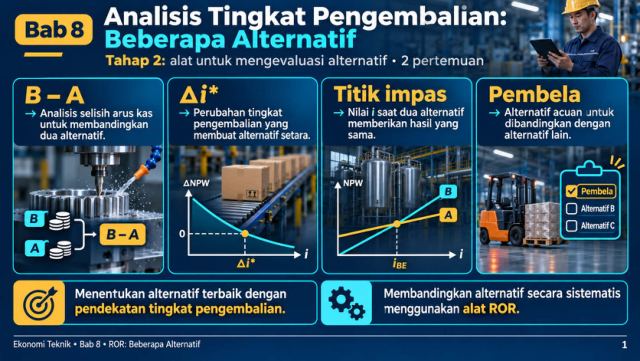 Bab 8
Analisis Tingkat Pengembalian:
Beberapa Alternatif
Tahap 2: alat untuk mengevaluasi alternatif • 2 pertemuan
B – A
→ Analisis selisih arus kas
untuk membandingkan
dua alternatif.
B
A
B – A
Δi*
→ Perubahan tingkat
pengembalian yang
membuat alternatif setara.
ΔNPW
0
Δi*
i
Titik impas
→ Nilai i saat dua alternatif
memberikan hasil yang
sama.
NPW
B
A
iBE
i
Pembela
→ Alternatif acuan untuk
dibandingkan dengan
alternatif lain.
Pembela
Alternatif B
Alternatif C
Menentukan alternatif terbaik dengan
pendekatan tingkat pengembalian.
Membandingkan alternatif secara sistematis
menggunakan alat ROR.
Ekonomi Teknik • Bab 8 • ROR: Beberapa Alternatif
1